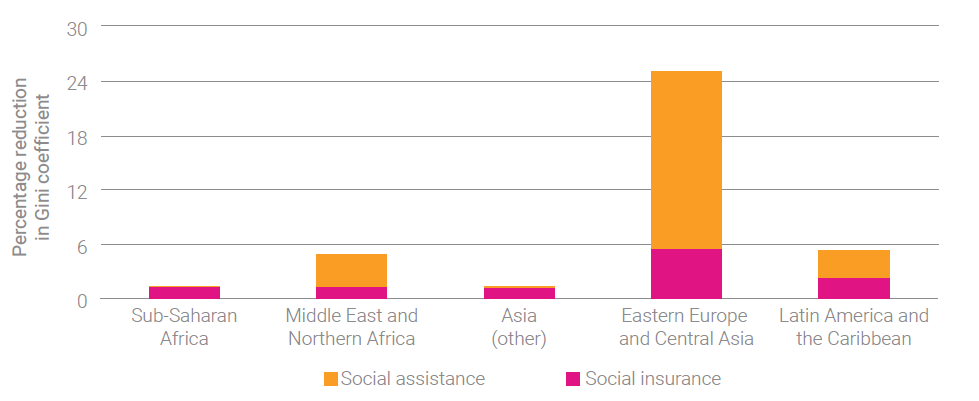 Percentage reduction
in Gini coefficient
30
24
18
12
6
0
Sub-Saharan
Africa
Middle East and
Northern Africa
Asia
(other)
Eastern Europe
and Central Asia
Latin America and
the Caribbean
Social assistance
Social insurance